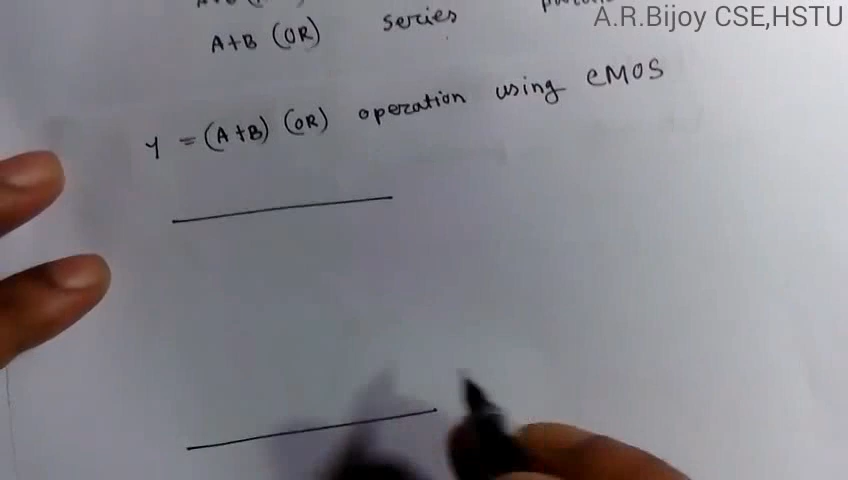 A.R.Bijoy CSE,HSTU
A+B (OR) series
Y = (A+B) (OR) operation using CMOS